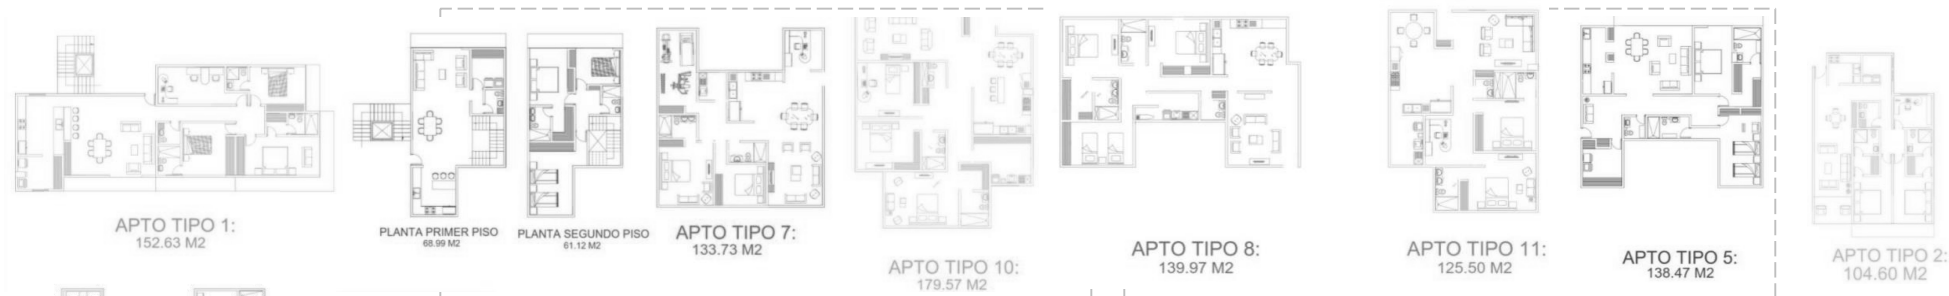 APTO TIPO 1:
152.63 M2
PLANTA PRIMER PISO
68.99 M2
PLANTA SEGUNDO PISO
61.12 M2
APTO TIPO 7:
133.73 M2
APTO TIPO 10:
179.57 M2
APTO TIPO 8:
139.97 M2
APTO TIPO 11:
125.50 M2
APTO TIPO 5:
138.47 M2
APTO TIPO 2:
104.60 M2